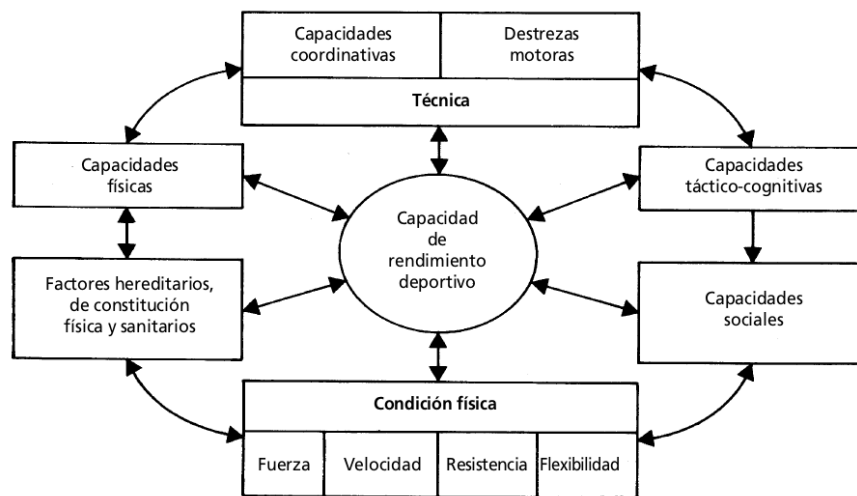 Capacidades
coordinativas
Destrezas
motoras
Técnica
Capacidades
físicas
Capacidades
táctico-cognitivas
Capacidad
de
rendimiento
deportivo
Factores hereditarios,
de constitución
física y sanitarios
Capacidades
sociales
Condición física
Fuerza
Velocidad
Resistencia
Flexibilidad